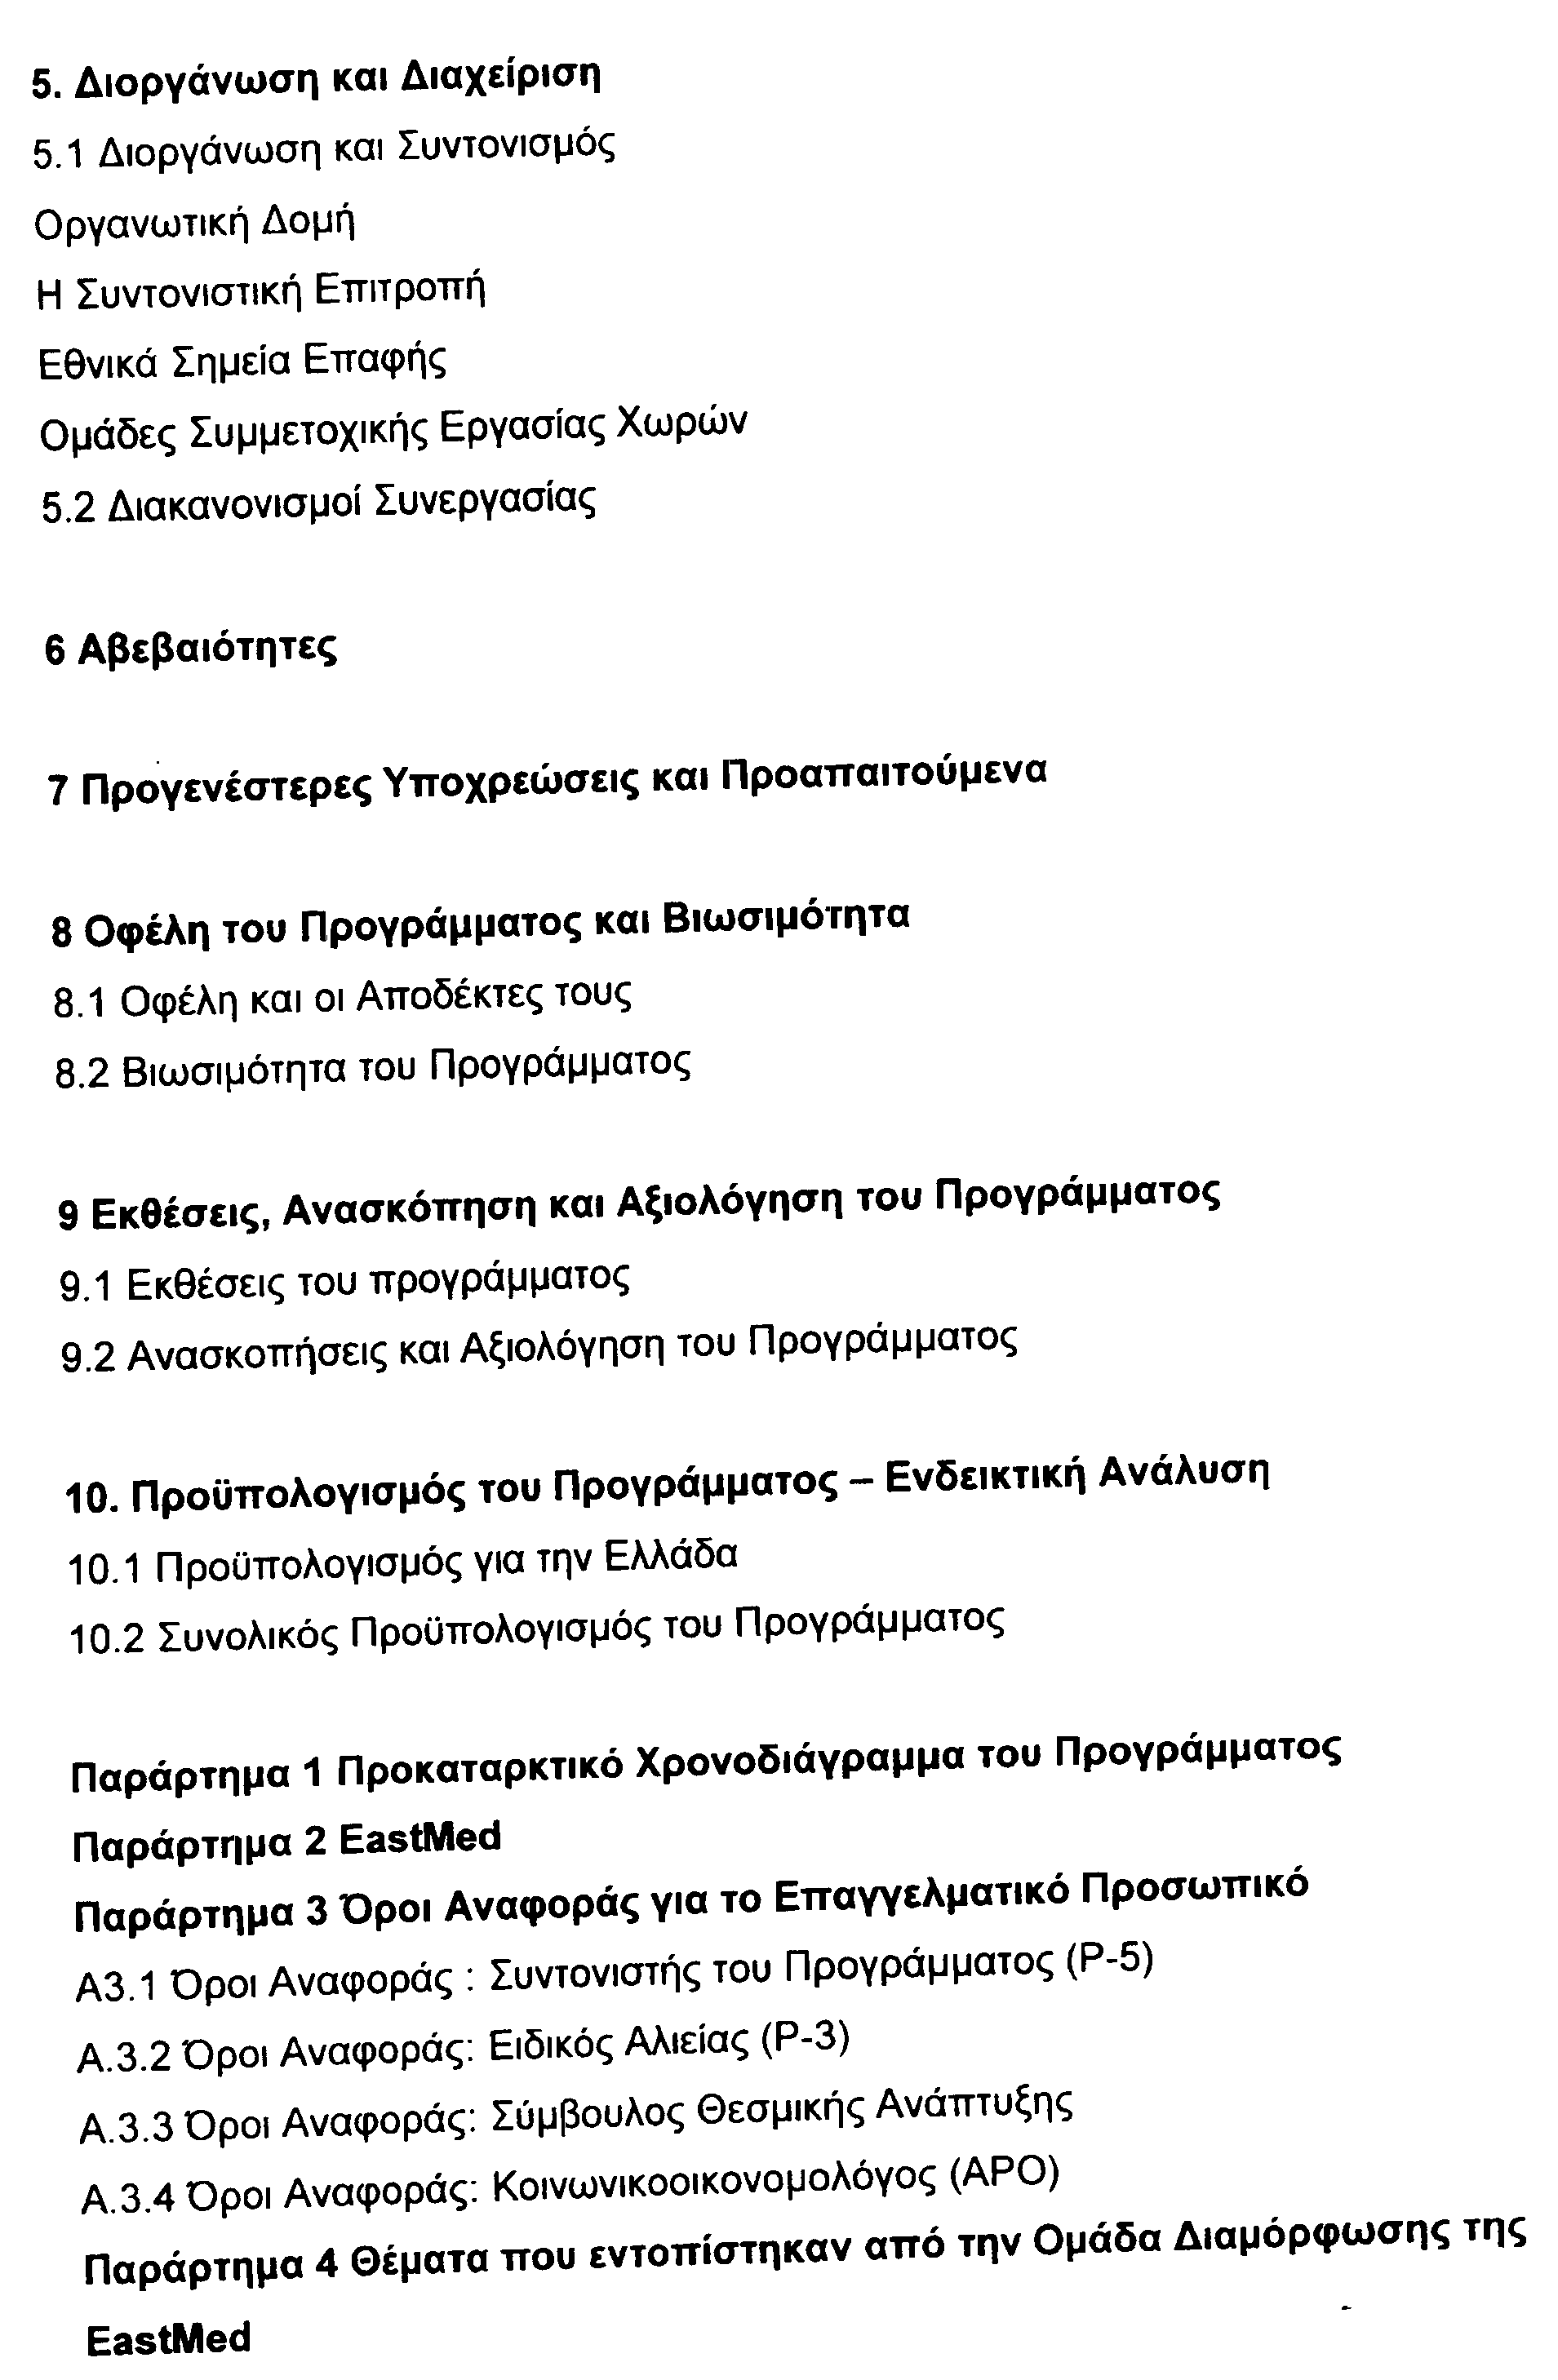 5. Διοργάνωση και Διαχείριση
5.1 Διοργάνωση και Συντονισμός
Οργανωτική Δομή
Η Συντονιστική Επιτροπή
Εθνικά Σημεία Επαφής
Ομάδες Συμμετοχικής Εργασίας Χωρών
5.2 Διακανονισμοί Συνεργασίας
6 Αβεβαιότητες
7 Προγενέστερες Υποχρεώσεις και Προαπαιτούμενα
8 Οφέλη του Προγράμματος και Βιωσιμότητα
8.1 Οφέλη και οι Αποδέκτες τους
8.2 Βιωσιμότητα του Προγράμματος
9 Εκθέσεις, Ανασκόπηση και Αξιολόγηση του Προγράμματος
9.1 Εκθέσεις του προγράμματος
9.2 Ανασκοπήσεις και Αξιολόγηση του Προγράμματος
10. Προϋπολογισμός του Προγράμματος – Ενδεικτική Ανάλυση
10.1 Προϋπολογισμός για την Ελλάδα
10.2 Συνολικός Προϋπολογισμός του Προγράμματος
Παράρτημα 1 Προκαταρκτικό Χρονοδιάγραμμα του Προγράμματος
Παράρτημα 2 EastMed
Παράρτημα 3 Όροι Αναφοράς για το Επαγγελματικό Προσωπικό
Α3.1 Όροι Αναφοράς : Συντονιστής του Προγράμματος (P-5)
Α.3.2 Όροι Αναφοράς: Ειδικός Αλιείας (P-3)
Α.3.3 Όροι Αναφοράς: Σύμβουλος Θεσμικής Ανάπτυξης
Α.3.4 Όροι Αναφοράς: Κοινωνικοοικονομολόγος (APO)
Παράρτημα 4 Θέματα που εντοπίστηκαν από την Ομάδα Διαμόρφωσης της
EastMed